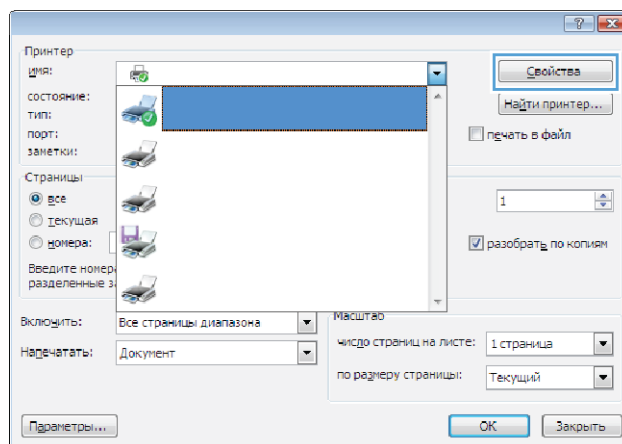 Принтер
имя:
Свойства
состояние:
Найти принтер...
тип:
порт:
печать в файл
заметки:
Страницы
все
1
текущая
номера:
разобрать по копиям
Введите номер
разделенные з
Включить:
Все страницы диапазона
Масштаб
Напечатать:
Документ
число страниц на листе:
1 страница
по размеру страницы:
Текущий
Параметры...
ОК
Закрыть